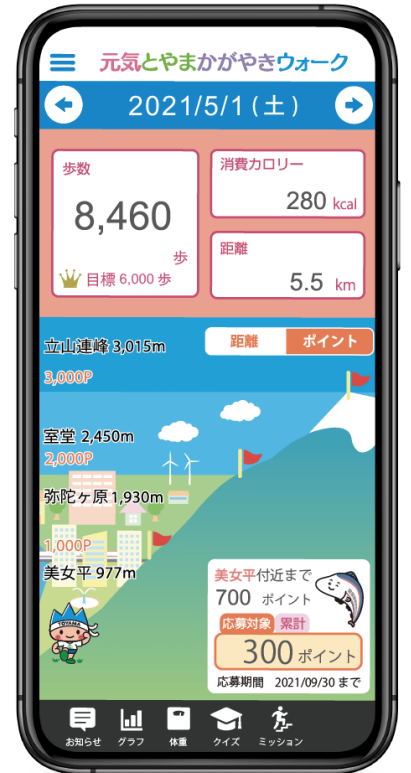 元気とやまかがやきウォーク
2021/5/1(土)
歩数
8,460
歩
目標 6,000 歩
消費カロリー
280 kcal
距離
5.5 km
距離 ポイント
立山連峰 3,015m
3,000P
室堂 2,450m
2,000P
弥陀ヶ原 1,930m
1,000P
美女平 977m
TOYAMA
美女平付近まで
700 ポイント
応募対象 累計
300 ポイント
応募期間 2021/09/30 まで
お知らせ グラフ 体重 クイズ ミッション